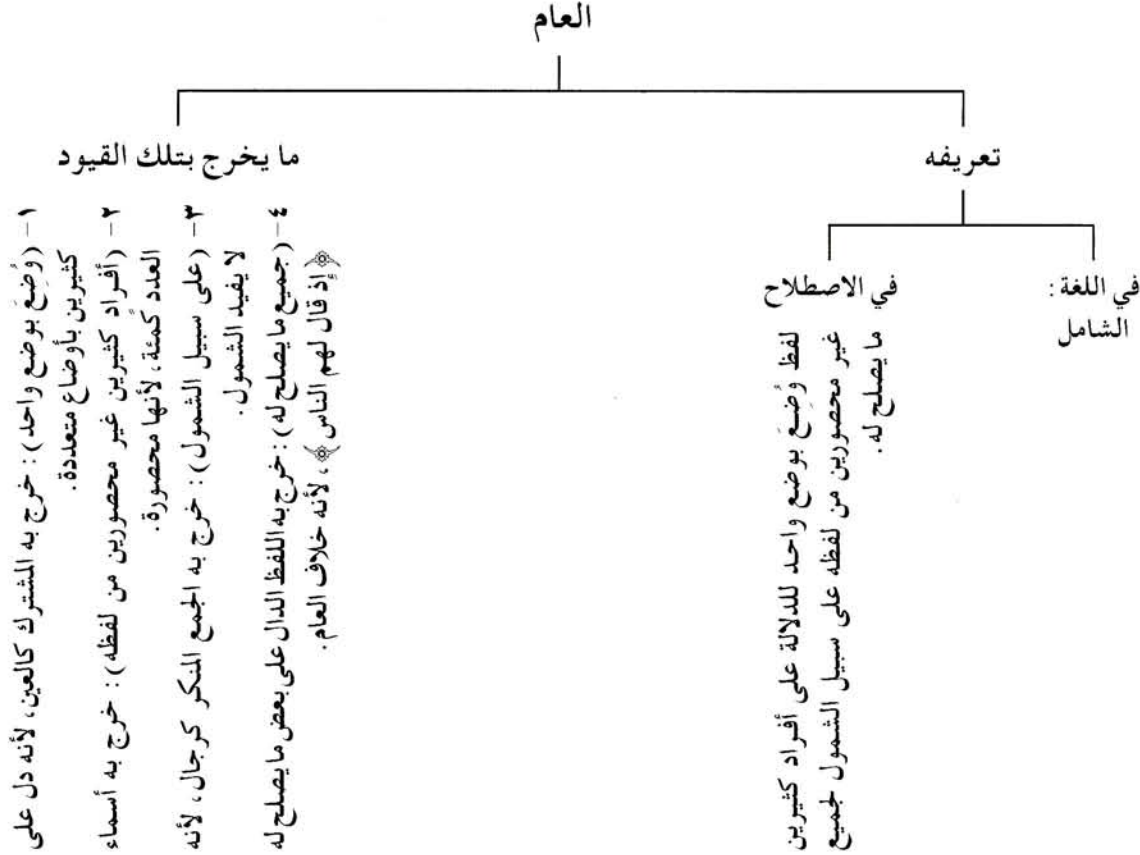 العام
تعريفه
في اللغة :
الشامل
في الاصطلاح
لفظ وُضِعَ بوضع واحد للدلالة على أفراد كثيرين
غير محصورين من لفظه على سبيل الشمول لجميع
ما يصلح له .
ما يخرج بتلك القيود
١ – (وُضِعَ بوضع واحد) : خرج به المشترك كالعين، لأنه دل على
كثيرين بأوضاع متعددة.
٢ – (أفراد كثيرين غير محصورين من لفظه) : خرج به أسماء
العدد كمئة، لأنها محصورة.
٣ – (على سبيل الشمول) : خرج به الجمع المنكر كرجال، لأنه
لا يفيد الشمول.
٤ – (جميع ما يصلح له) : خرج به اللفظ الدال على بعض ما يصلح له
﴿إذ قال لهم الناس﴾، لأنه خلاف العام.